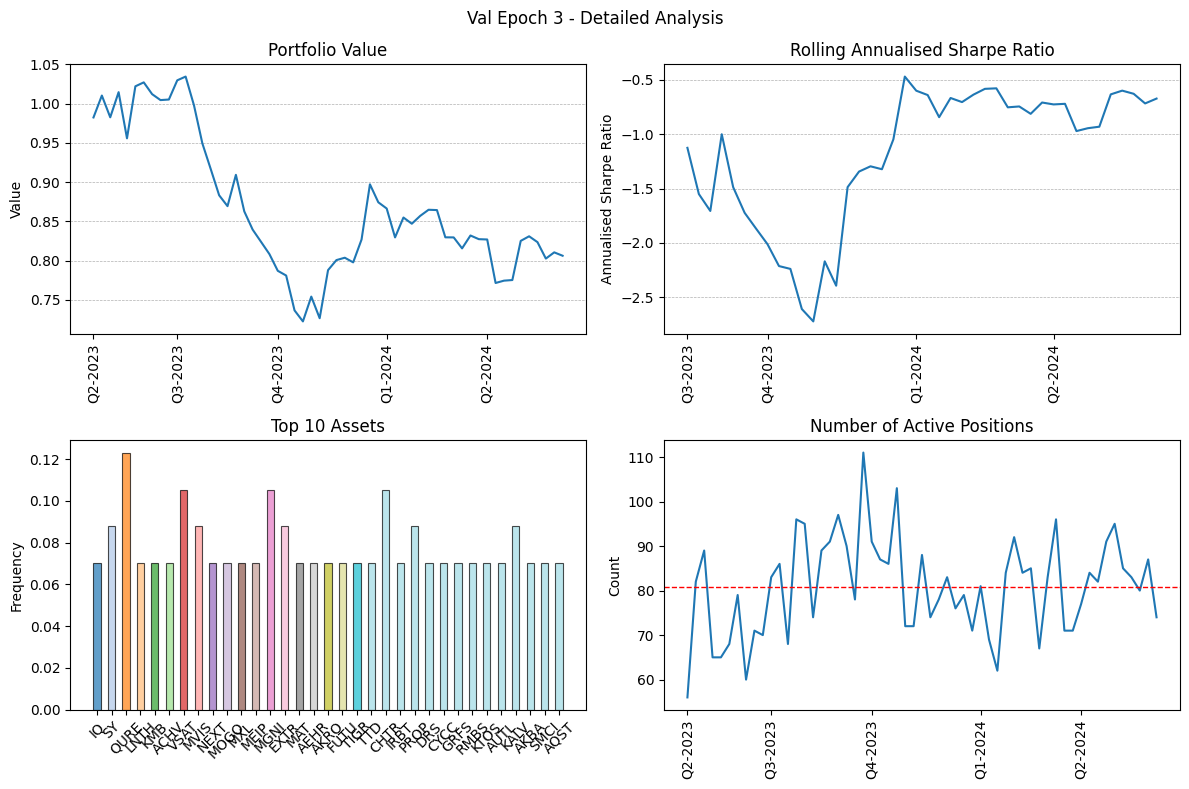 Val Epoch 3 - Detailed Analysis
Portfolio Value
Value
1.05
1.00
0.95
0.90
0.85
0.80
0.75
Q2-2023
Q3-2023
Q4-2023
Q1-2024
Q2-2024
Rolling Annualised Sharpe Ratio
Annualised Sharpe Ratio
−0.5
−1.0
−1.5
−2.0
−2.5
Q3-2023
Q4-2023
Q1-2024
Q2-2024
Top 10 Assets
Frequency
0.12
0.10
0.08
0.06
0.04
0.02
0.00
IQ
SY
QURE
LNTH
KMB
ACHV
VSAT
MVIS
NEXT
MOGO
MXL
MEIP
MGNI
EXTR
MAT
AEHR
AKRO
FUTU
TIGR
TTD
CHTR
IRBT
PROP
DRS
CYCC
GRFS
RMBS
KTOS
AUTL
KALV
AKBA
SMCI
AQST
Number of Active Positions
Count
110
100
90
80
70
60
Q2-2023
Q3-2023
Q4-2023
Q1-2024
Q2-2024